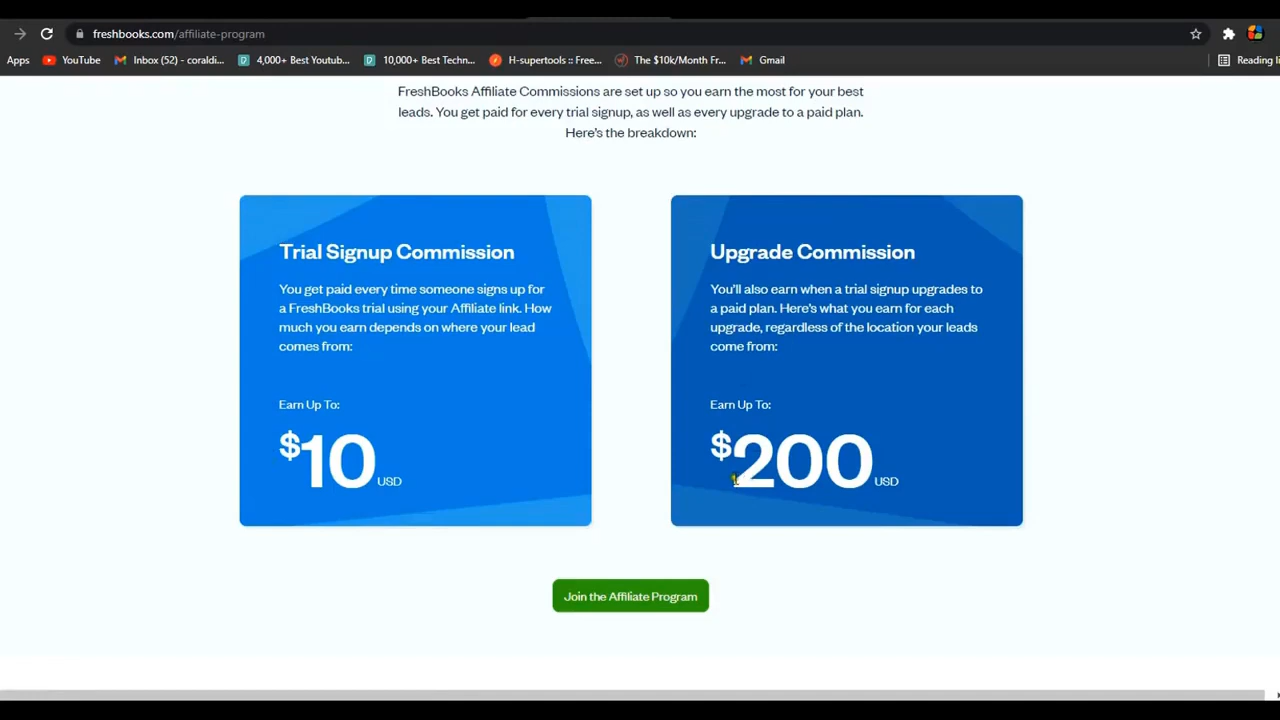 freshbooks.com/affiliate-program
Apps YouTube Inbox (52) - coraldi... 4,000+ Best Youtub... 10,000+ Best Techn... H-supertools :: Free... The $10k/Month Fr... Gmail Reading li
FreshBooks Affiliate Commissions are set up so you earn the most for your best
leads. You get paid for every trial signup, as well as every upgrade to a paid plan.
Here's the breakdown:
Trial Signup Commission
You get paid every time someone signs up for
a FreshBooks trial using your Affiliate link. How
much you earn depends on where your lead
comes from:
Earn Up To:
$10 USD
Upgrade Commission
You'll also earn when a trial signup upgrades to
a paid plan. Here's what you earn for each
upgrade, regardless of the location your leads
come from:
Earn Up To:
$200 USD
Join the Affiliate Program